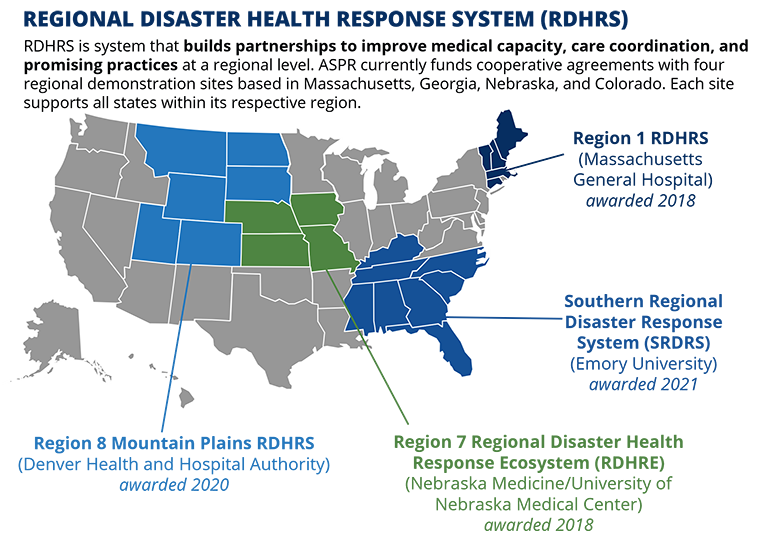 REGIONAL DISASTER HEALTH RESPONSE SYSTEM (RDHRS)
RDHRS is system that builds partnerships to improve medical capacity, care coordination, and
promising practices at a regional level. ASPR currently funds cooperative agreements with four
regional demonstration sites based in Massachusetts, Georgia, Nebraska, and Colorado. Each site
supports all states within its respective region.
Region 1 RDHRS
(Massachusetts
General Hospital)
awarded 2018
Southern Regional
Disaster Response
System (SRDRS)
(Emory University)
awarded 2021
Region 8 Mountain Plains RDHRS
(Denver Health and Hospital Authority)
awarded 2020
Region 7 Regional Disaster Health
Response Ecosystem (RDHRE)
(Nebraska Medicine/University of
Nebraska Medical Center)
awarded 2018